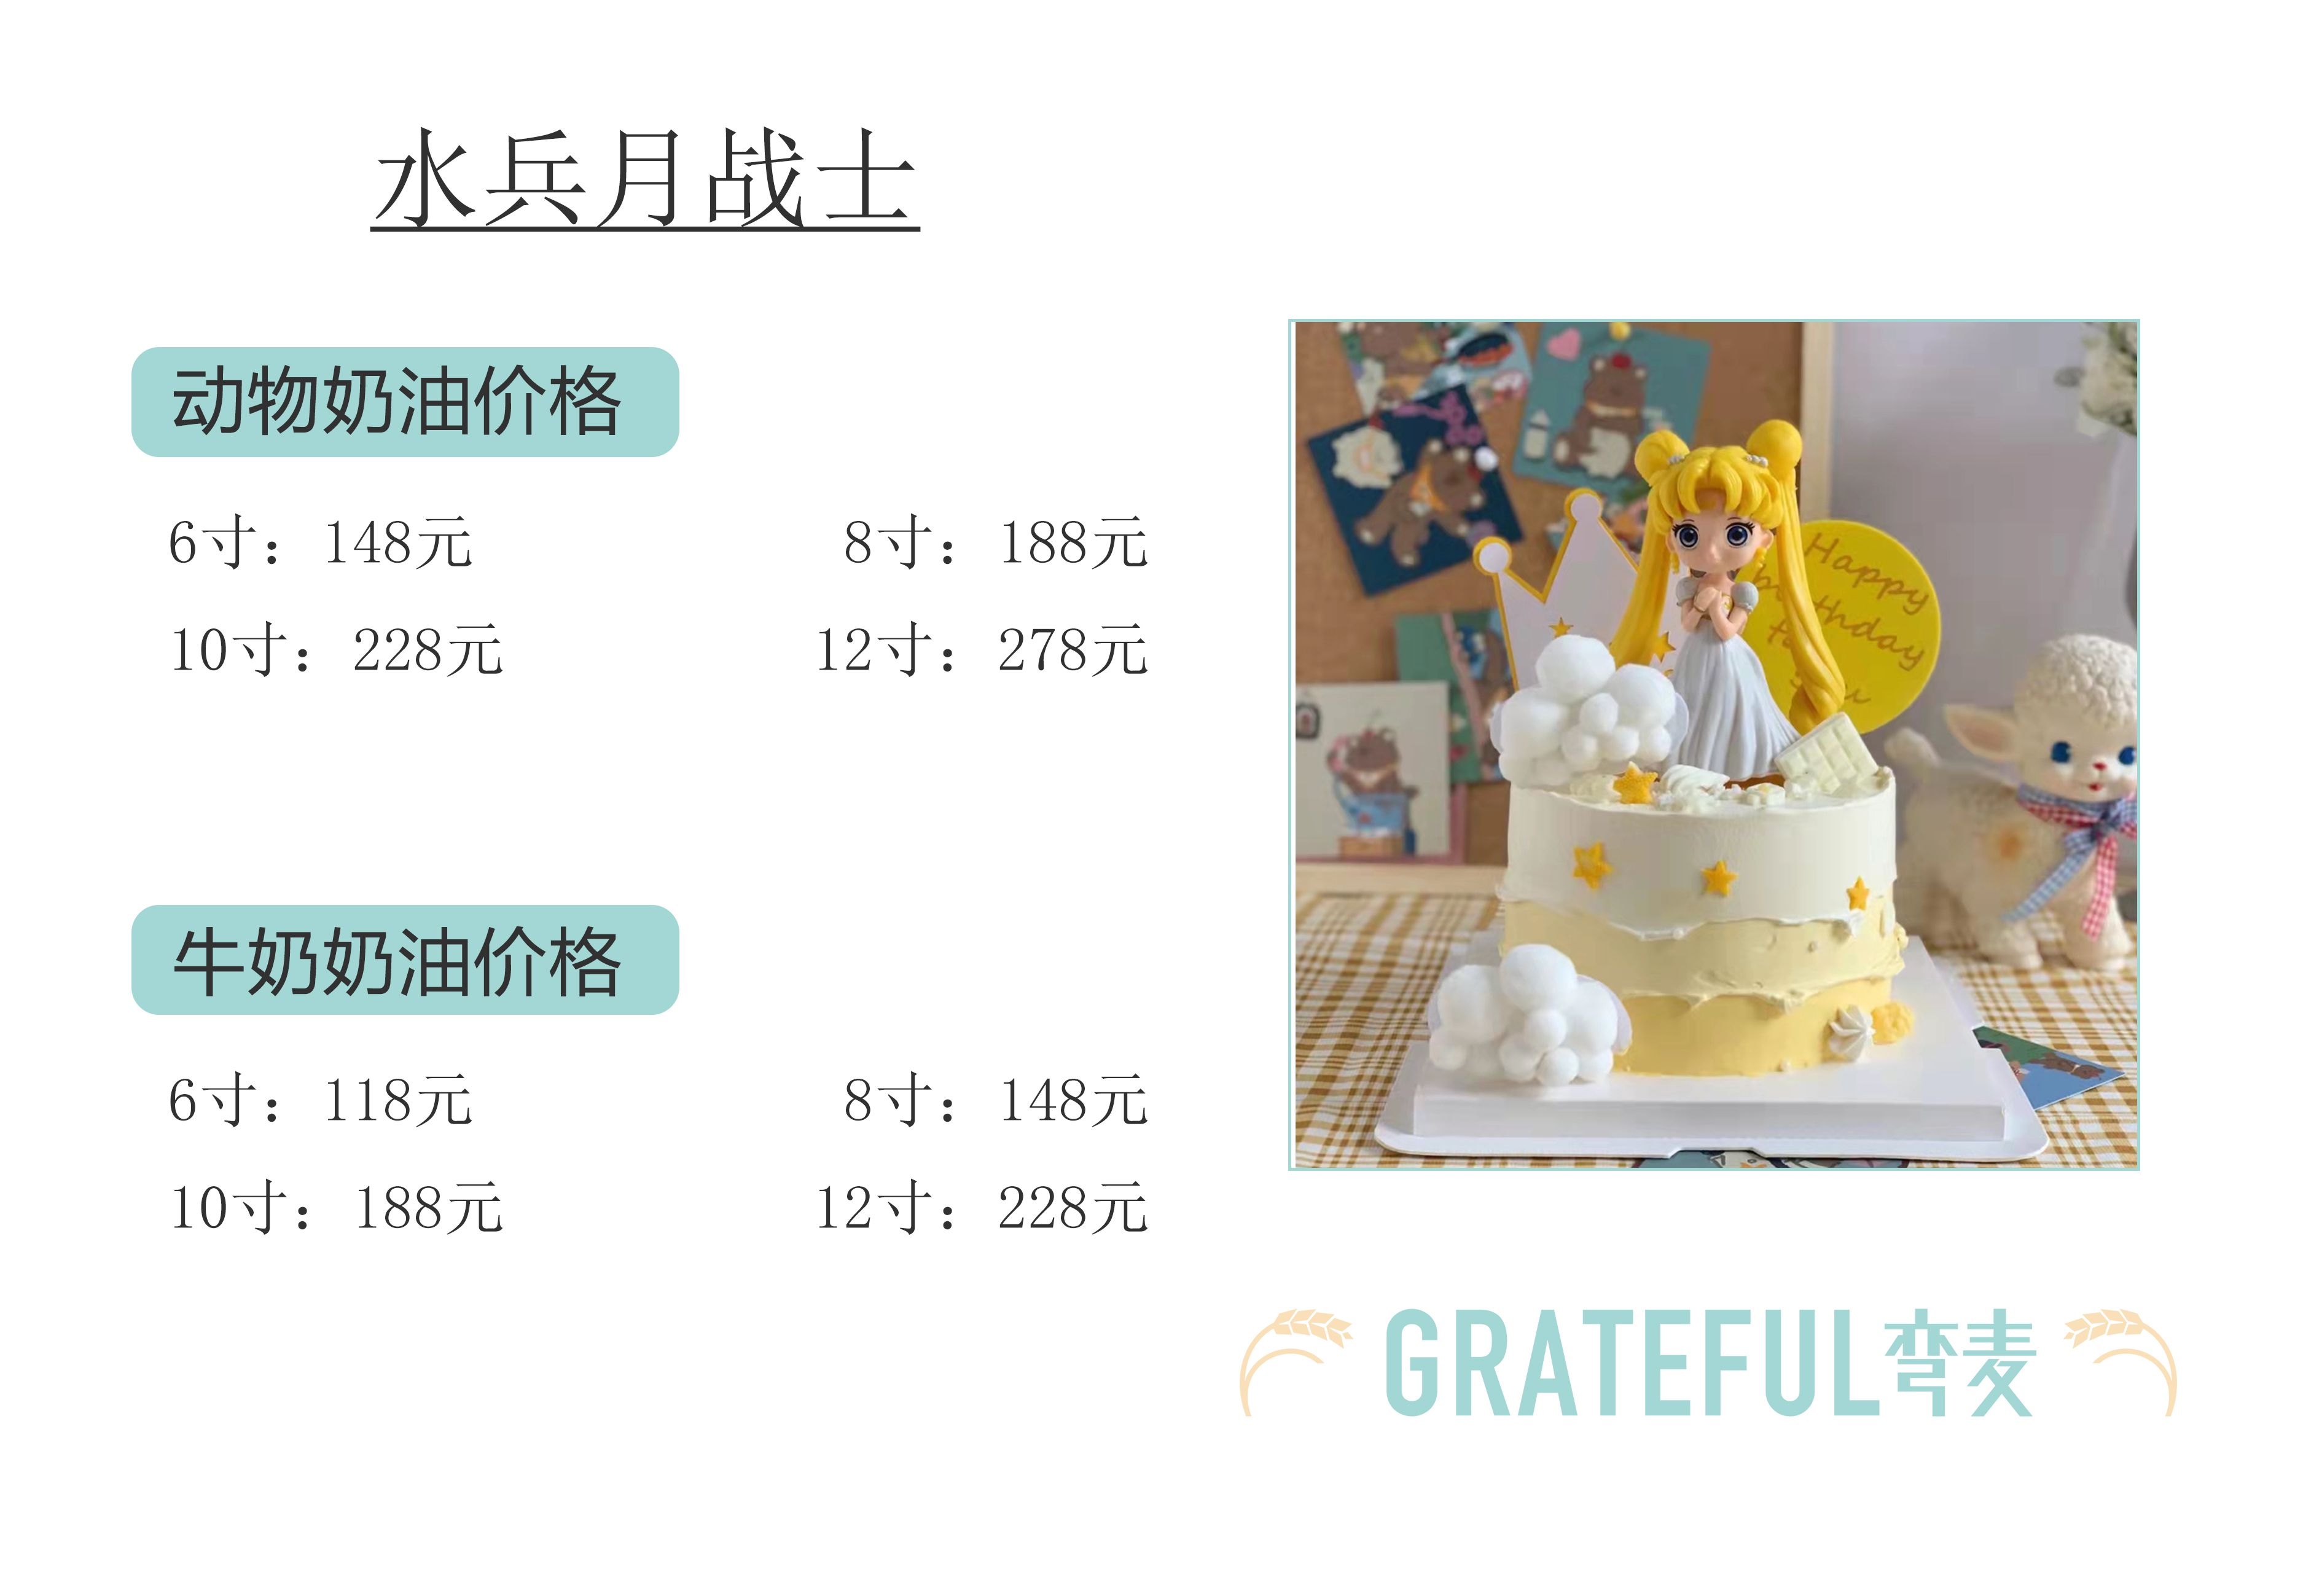 水兵月战士
动物奶油价格
6寸：148元 8寸：188元
10寸：228元 12寸：278元
牛奶奶油价格
6寸：118元 8寸：148元
10寸：188元 12寸：228元
Happy
birthday
to
GRATEFUL弯麦